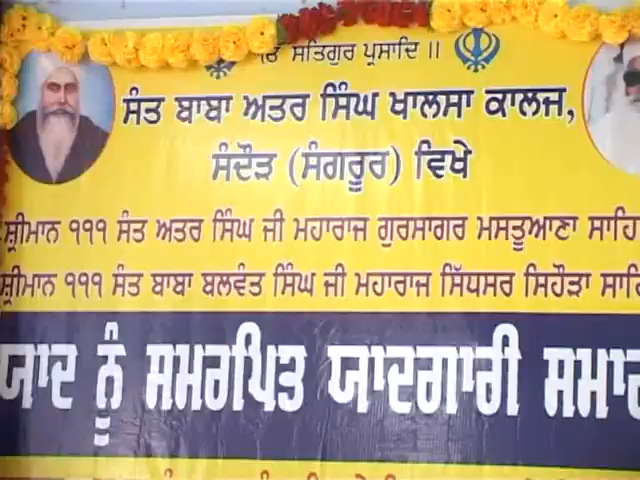 ਸਤਿਗੁਰ ਪ੍ਰਸਾਦਿ ॥
ਸੰਤ ਬਾਬਾ ਅਤਰ ਸਿੰਘ ਖਾਲਸਾ ਕਾਲਜ,
ਸੰਦੌੜ (ਸੰਗਰੂਰ) ਵਿਖੇ
ਸ਼੍ਰੀਮਾਨ ੧੧੧ ਸੰਤ ਅਤਰ ਸਿੰਘ ਜੀ ਮਹਾਰਾਜ ਗੁਰਸਾਗਰ ਮਸਤੂਆਣਾ ਸਾਹਿ
ਸ਼੍ਰੀਮਾਨ ੧੧੧ ਸੰਤ ਬਾਬਾ ਬਲਵੰਤ ਸਿੰਘ ਜੀ ਮਹਾਰਾਜ ਸਿੱਧਸਰ ਸਿਹੌੜਾ ਸਾਹਿ
ਯਾਦ ਨੂੰ ਸਮਰਪਿਤ ਯਾਦਗਾਰੀ ਸਮਾਰ